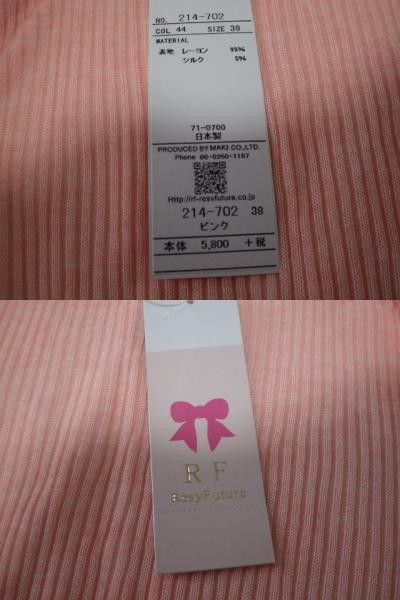 NO. 214-702
COL 44 SIZE 38
MATERIAL
表地 レーヨン 95%
シルク 5%
71-0700
日本製
PRODUCED BY MAKI CO.,LTD.
Phone 06-6260-1167
Http://rf-rosyfuture.co.jp
214-702 38
ピンク
本体 5,800 +税
RF
RosyFuture